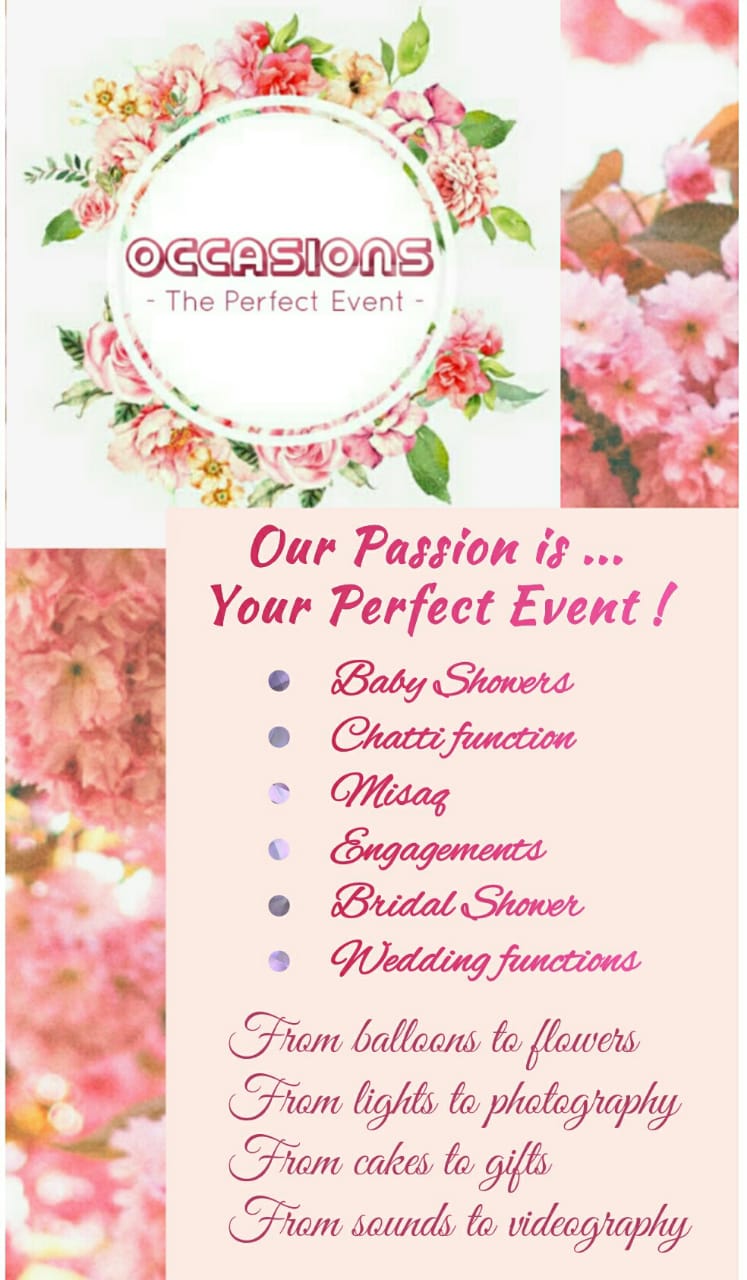 OCCASIONS
- The Perfect Event -
Our Passion is ...
Your Perfect Event !
Baby Showers
Chatti function
Misaq
Engagements
Bridal Shower
Wedding functions
From balloons to flowers
From lights to photography
From cakes to gifts
From sounds to videography